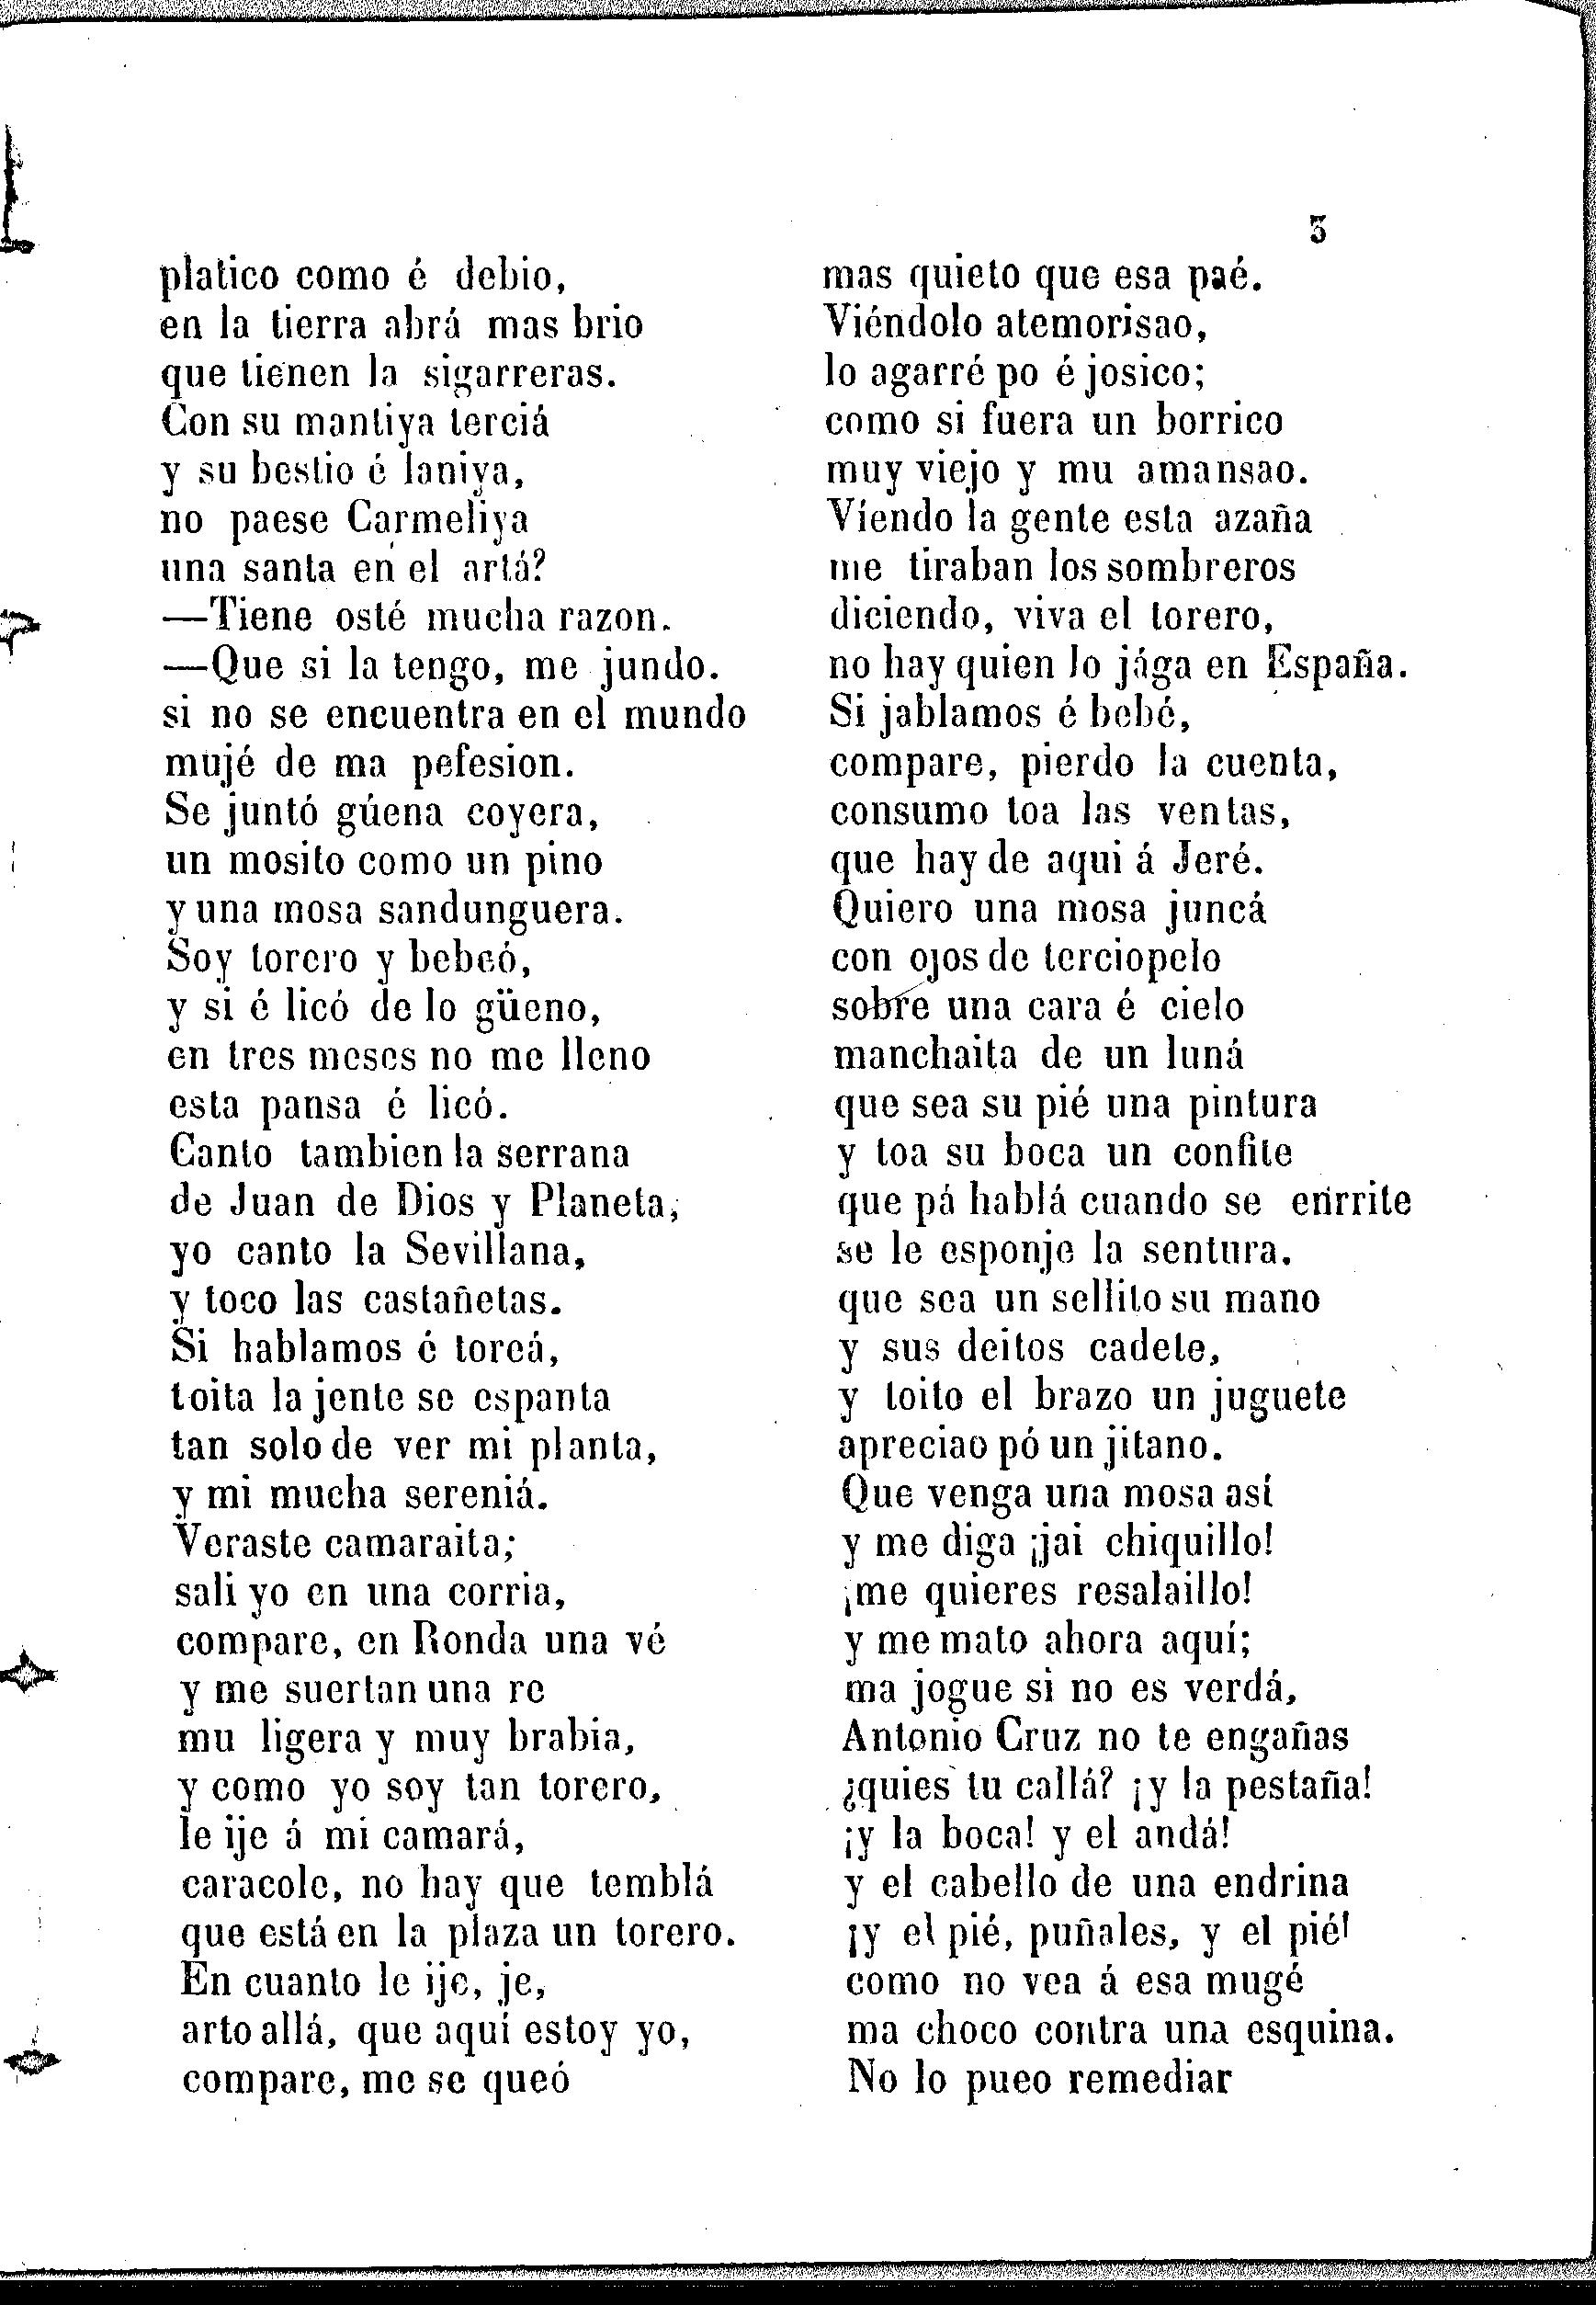 3
platico como é debio,
en la tierra abrá mas brio
que tienen la sigarreras.
Con su mantiya terciá
y su bestio é laniya,
no paese Carmeliya
una santa en el artá?
—Tiene osté mucha razon.
—Que si la tengo, me jundo.
si no se encuentra en el mundo
mujé de ma pefesion.
Se juntó gúena coyera,
un mosito como un pino
y una mosa sandunguera.
Soy torero y bebeó,
y si é licó de lo güeno,
en tres meses no me lleno
esta pansa é licó.
Canto tambien la serrana
de Juan de Dios y Planeta,
yo canto la Sevillana,
y toco las castañetas.
Si hablamos é toreá,
toita la jente se espanta
tan solo de ver mi planta,
y mi mucha sereniá.
Veraste camaraita;
sali yo en una corria,
compare, en Ronda una vé
y me suertan una re
mu ligera y muy brabia,
y como yo soy tan torero,
le ije á mi camará,
caracole, no hay que temblá
que está en la plaza un torero.
En cuanto le ije, je,
arto allá, que aquí estoy yo,
compare, me se queó
mas quieto que esa paé.
Viéndolo atemorisao,
lo agarré po é josico;
como si fuera un borrico
muy viejo y mu amansao.
Viendo la gente esta azaña
me tiraban los sombreros
diciendo, viva el torero,
no hay quien lo jága en España.
Si jablamos é bebé,
compare, pierdo la cuenta,
consumo toa las ventas,
que hay de aqui á Jeré.
Quiero una mosa juncá
con ojos de terciopelo
sobre una cara é cielo
manchaita de un luná
que sea su pié una pintura
y toa su boca un confite
que pá hablá cuando se enrrite
se le esponje la sentura.
que sea un sellito su mano
y sus deitos cadete,
y toito el brazo un juguete
apreciao pó un jitano.
Que venga una mosa así
y me diga ¡jai chiquillo!
¡me quieres resalaillo!
y me mato ahora aquí;
ma jogue si no es verdá,
Antonio Cruz no te engañas
¿quies tu callá? ¡y la pestaña!
¡y la boca! y el andá!
y el cabello de una endrina
¡y el pié, puñales, y el pié!
como no vea á esa mugé
ma choco contra una esquina.
No lo pueo remediar